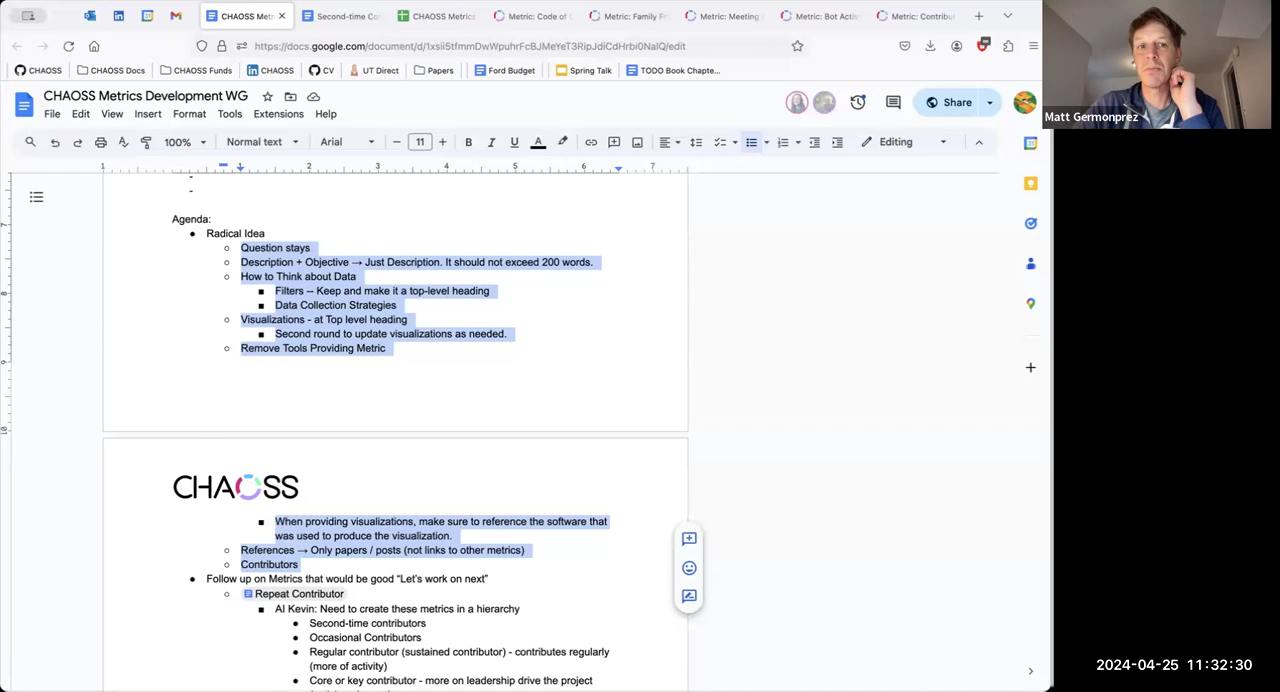 CHAOSS Metr
Second-time Co
CHAOSS Metrics
Metric: Code of
Metric: Family Fr
Metric: Meeting
Metric: Bot Activ
Metric: Contribut
https://docs.google.com/document/d/1xsii5tfmmDwWpuhrFcBJMeYeT3RipJdiCdHrbi0NalQ/edit
CHAOSS
CHAOSS Docs
CHAOSS Funds
CHAOSS
CV
UT Direct
Papers
Ford Budget
Spring Talk
TODO Book Chapte...
Matt Germonprez
CHAOSS Metrics Development WG
File Edit View Insert Format Tools Extensions Help
Share
100% Normal text Arial 11 Editing
1 1 2 3 4 5 6 7
Agenda:
● Radical Idea
○ Question stays
○ Description + Objective → Just Description. It should not exceed 200 words.
○ How to Think about Data
■ Filters -- Keep and make it a top-level heading
■ Data Collection Strategies
○ Visualizations - at Top level heading
■ Second round to update visualizations as needed.
○ Remove Tools Providing Metric
CHAOSS
■ When providing visualizations, make sure to reference the software that
was used to produce the visualization.
○ References → Only papers / posts (not links to other metrics)
○ Contributors
● Follow up on Metrics that would be good “Let’s work on next”
○ Repeat Contributor
■ AI Kevin: Need to create these metrics in a hierarchy
● Second-time contributors
● Occasional Contributors
● Regular contributor (sustained contributor) - contributes regularly
(more of activity)
● Core or key contributor - more on leadership drive the project
2024-04-25 11:32:30